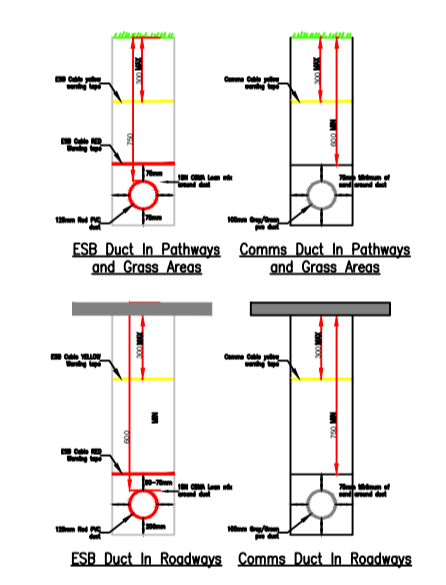 300 MAX
750
ESB Cable yellow
warning tape
ESB Cable RED
Warning tape
75mm
15N CBMA Lean mix
around duct
125mm Red PVC
duct
75mm
ESB Duct In Pathways
and Grass Areas
300 MAX
600 MIN
Comms Cable yellow
warning tape
75mm Minimum of
sand around duct
100mm Grey/Green
pvc duct
Comms Duct In Pathways
and Grass Areas
300 MAX
ESB Cable YELLOW
Warning tape
MIN
600
ESB Cable RED
Warning tape
50-75mm
15N CBMA Lean mix
around duct
125mm Red PVC
duct
200mm
ESB Duct In Roadways
300 MAX
Comms Cable yellow
warning tape
750 MIN
75mm Minimum of
sand around duct
100mm Grey/Green
pvc duct
Comms Duct In Roadways